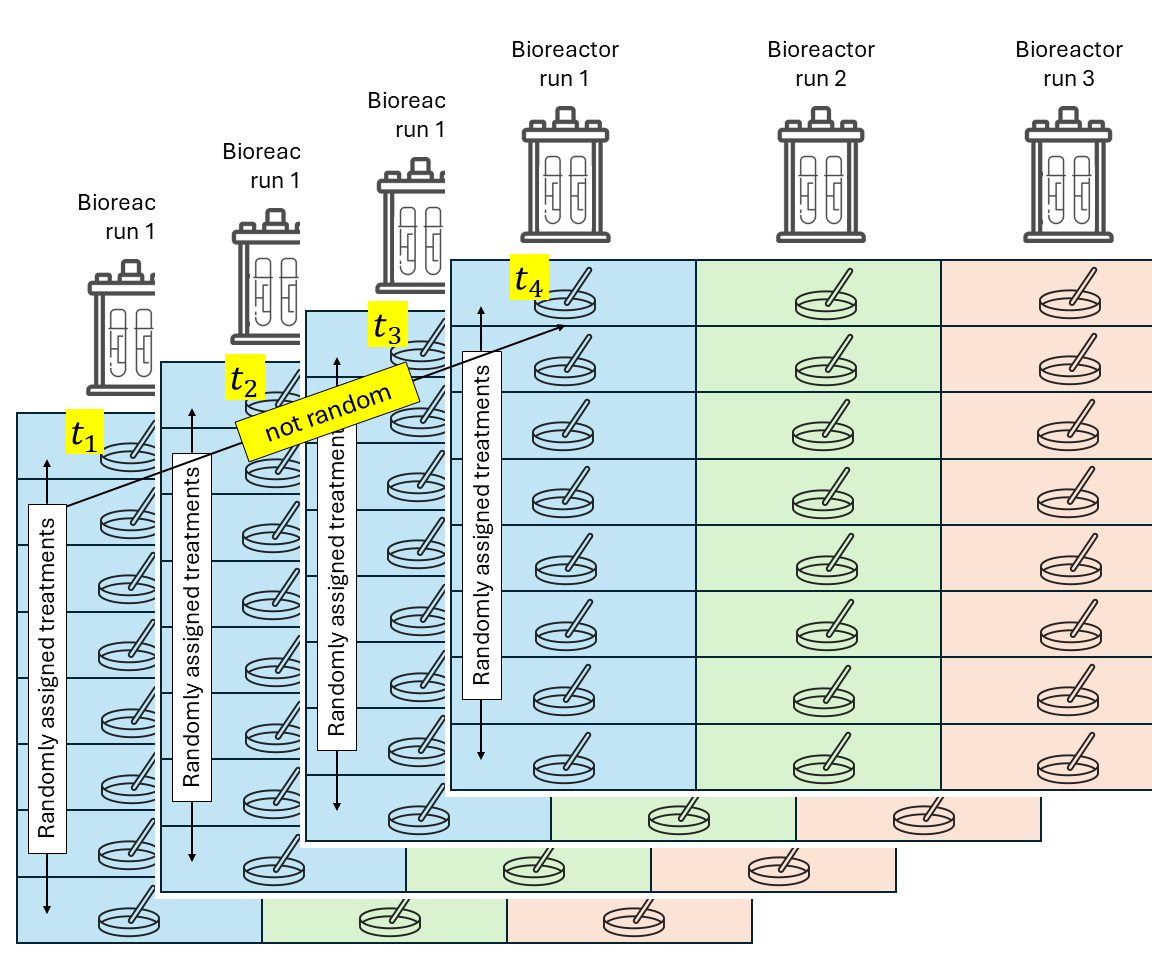 Bioreactor
run 1
Bioreactor
run 2
Bioreactor
run 3
Bioreac
run 1
Bioreac
run 1
Bioreac
run 1
t4
t3
t2
t1
not random
Randomly assigned treatments
Randomly assigned treatments
Randomly assigned treatment
Randomly assigned treatments